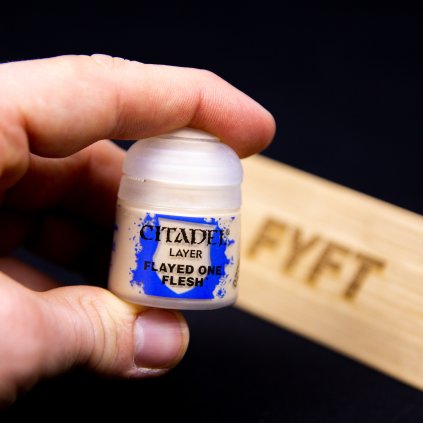 CITADEL
LAYER
FLAYED ONE
FLESH
FYFT